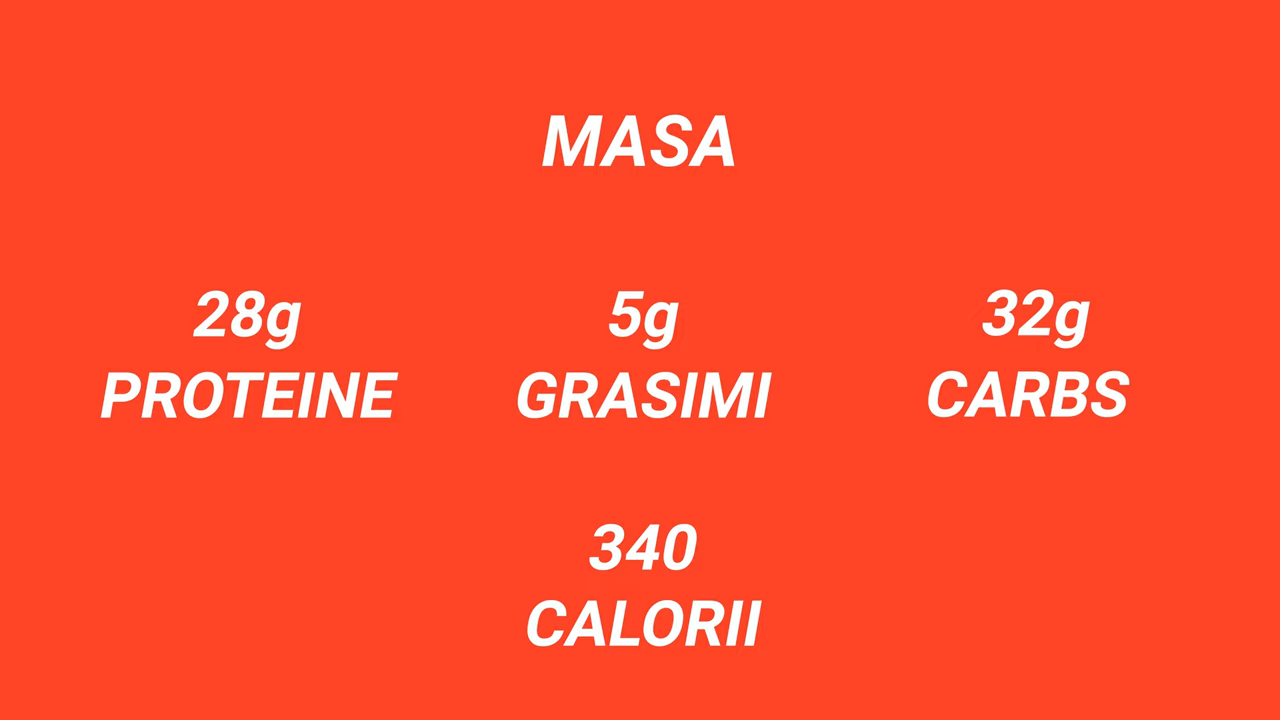 MASA
28g
PROTEINE
5g
GRASIMI
32g
CARBS
340
CALORII